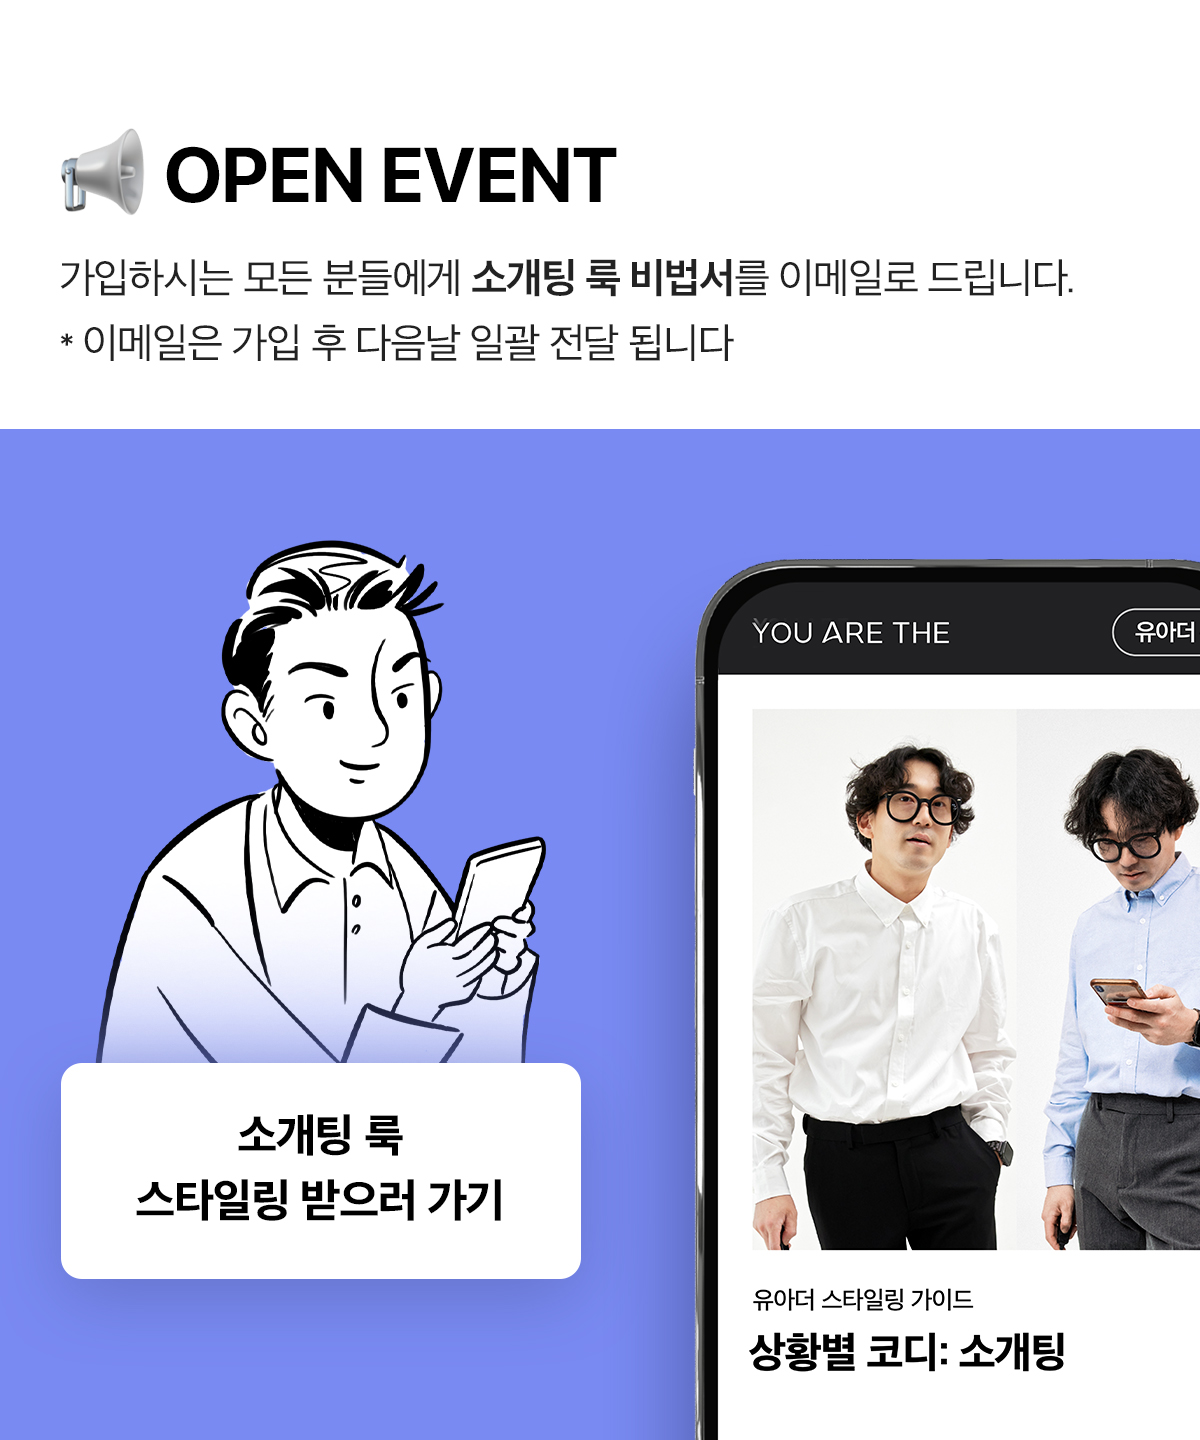 OPEN EVENT
가입하시는 모든 분들에게 소개팅 룩 비법서를 이메일로 드립니다.
* 이메일은 가입 후 다음날 일괄 전달 됩니다
YOU ARE THE
유아더
소개팅 룩
스타일링 받으러 가기
유아더 스타일링 가이드
상황별 코디: 소개팅